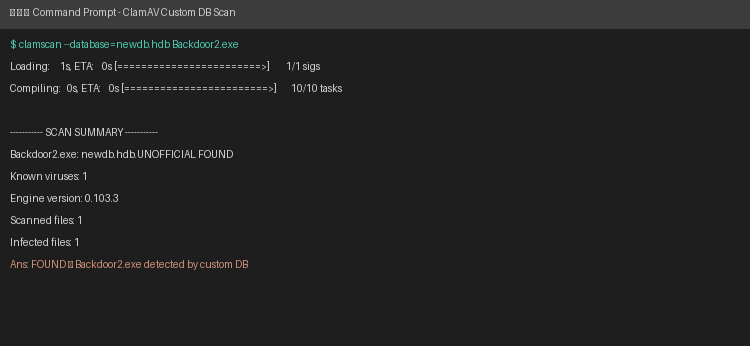 □□□ Command Prompt - ClamAV Custom DB Scan
$ clamscan --database=newdb.hdb Backdoor2.exe
Loading: 1s, ETA: 0s [========================>] 1/1 sigs
Compiling: 0s, ETA: 0s [========================>] 10/10 tasks
----------- SCAN SUMMARY -----------
Backdoor2.exe: newdb.hdb.UNOFFICIAL FOUND
Known viruses: 1
Engine version: 0.103.3
Scanned files: 1
Infected files: 1
Ans: FOUND □ Backdoor2.exe detected by custom DB